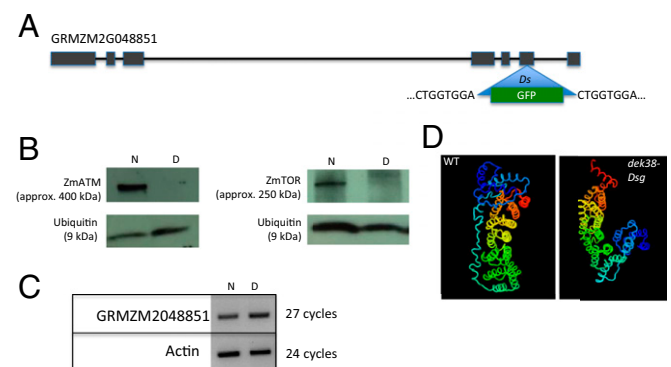 A
GRMZM2G048851
Ds
...CTGGTGGA
GFP
CTGGTGGA...
B
N D
ZmATM
(approx. 400 kDa)
Ubiquitin
(9 kDa)
N D
ZmTOR
(approx. 250 kDa)
Ubiquitin
(9 kDa)
D
WT
dek38-
Dsg
C
N D
GRMZM2048851
27 cycles
Actin
24 cycles